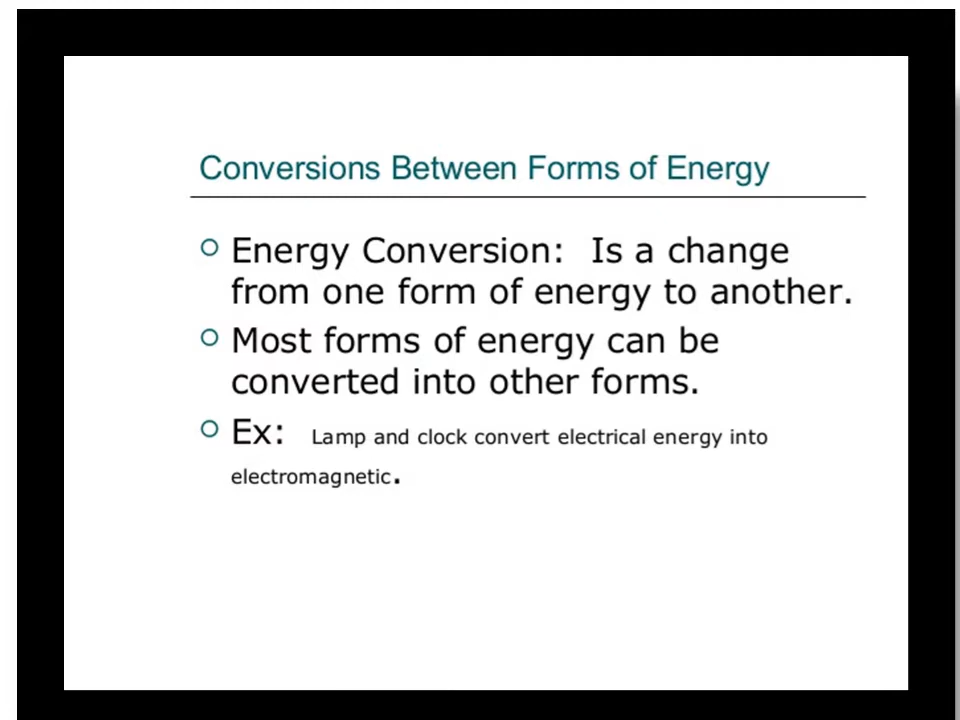 Conversions Between Forms of Energy
Energy Conversion: Is a change
from one form of energy to another.
Most forms of energy can be
converted into other forms.
Ex: Lamp and clock convert electrical energy into
electromagnetic.